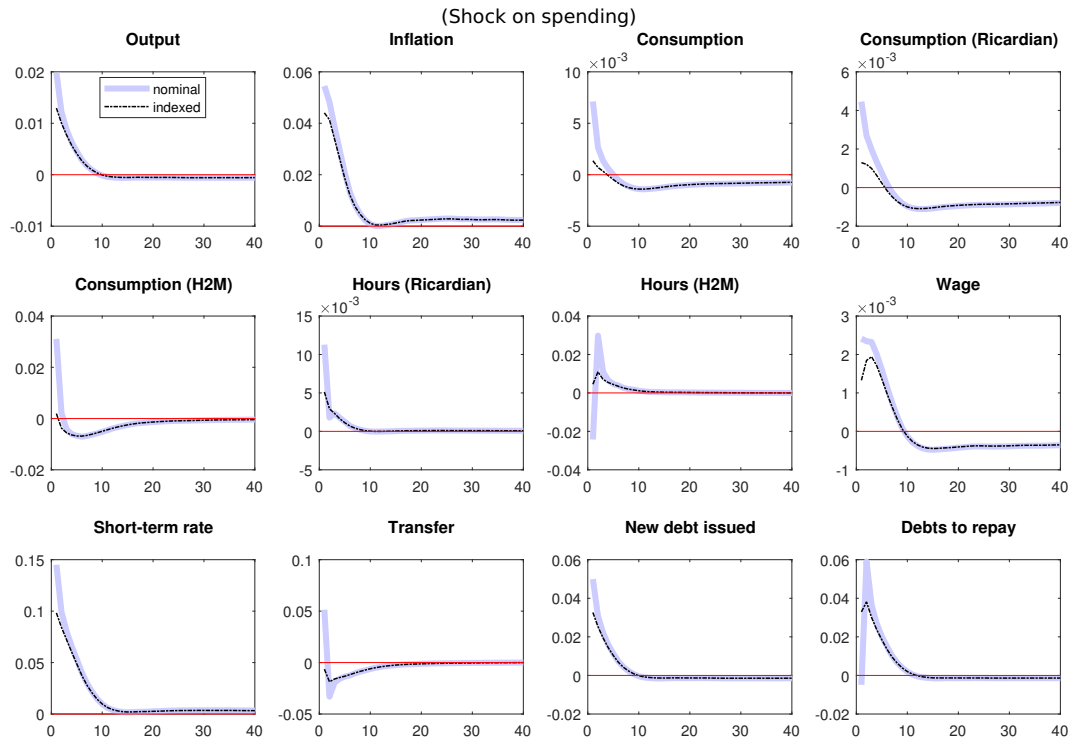 (Shock on spending)
Output
0.02
0.01
0
-0.01
0 10 20 30 40
nominal
indexed
Inflation
0.06
0.04
0.02
0
0 10 20 30 40
Consumption
×10⁻³
10
5
0
-5
0 10 20 30 40
Consumption (Ricardian)
×10⁻³
6
4
2
0
-2
0 10 20 30 40
Consumption (H2M)
0.04
0.02
0
-0.02
0 10 20 30 40
Hours (Ricardian)
×10⁻³
15
10
5
0
-5
0 10 20 30 40
Hours (H2M)
0.04
0.02
0
-0.02
-0.04
0 10 20 30 40
Wage
×10⁻³
3
2
1
0
-1
0 10 20 30 40
Short-term rate
0.15
0.1
0.05
0
0 10 20 30 40
Transfer
0.1
0.05
0
-0.05
0 10 20 30 40
New debt issued
0.06
0.04
0.02
0
-0.02
0 10 20 30 40
Debts to repay
0.06
0.04
0.02
0
-0.02
0 10 20 30 40